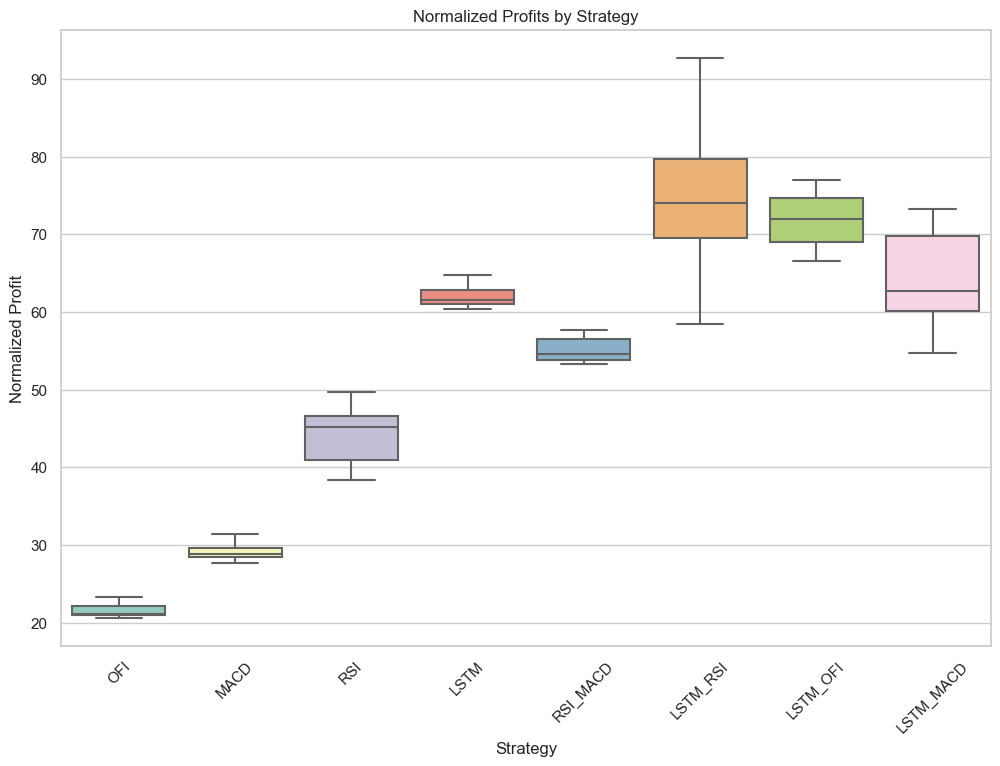 Normalized Profits by Strategy
Normalized Profit
90
80
70
60
50
40
30
20
OFI
MACD
RSI
LSTM
RSI_MACD
LSTM_RSI
LSTM_OFI
LSTM_MACD
Strategy